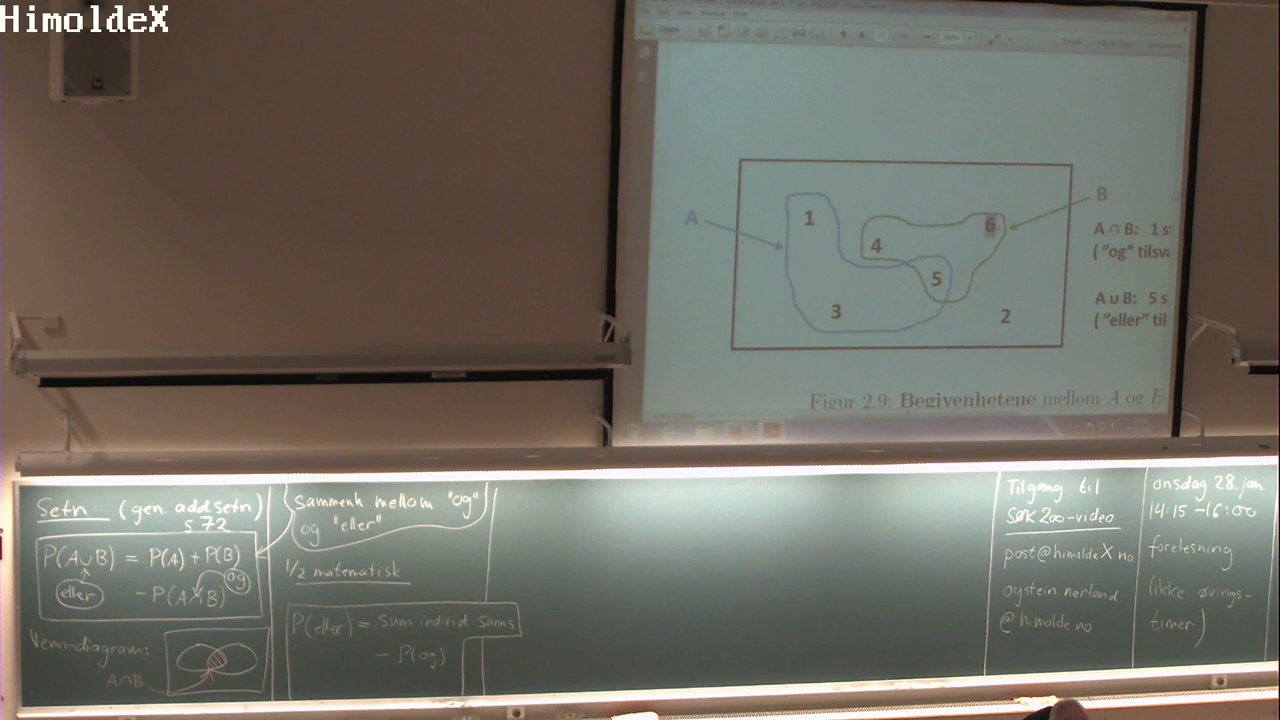 HimoldeX
Open
A
B
1
4
6
5
3
2
A ∩ B: 1 s
( "og" tilsva
A ∪ B: 5 s
( "eller" til
Figur 2.9: Begivenhetene mellom A og B
Setn. (gen. add setn)
s 72
P(A∪B) = P(A) + P(B)
eller
- P(A∩B)
og
Venn-diagram:
A∩B
Sammenh mellom "og"
og "eller"
1/2 matematisk
P(eller) = Sum individ sanns
- P(og)
Tilgang til
SØK 200-video
post@himoldeX no
oystein nerland
@ himolde no
onsdag 28. jan
14:15 -16:00
forelesning
(ikke øvings-
timer)